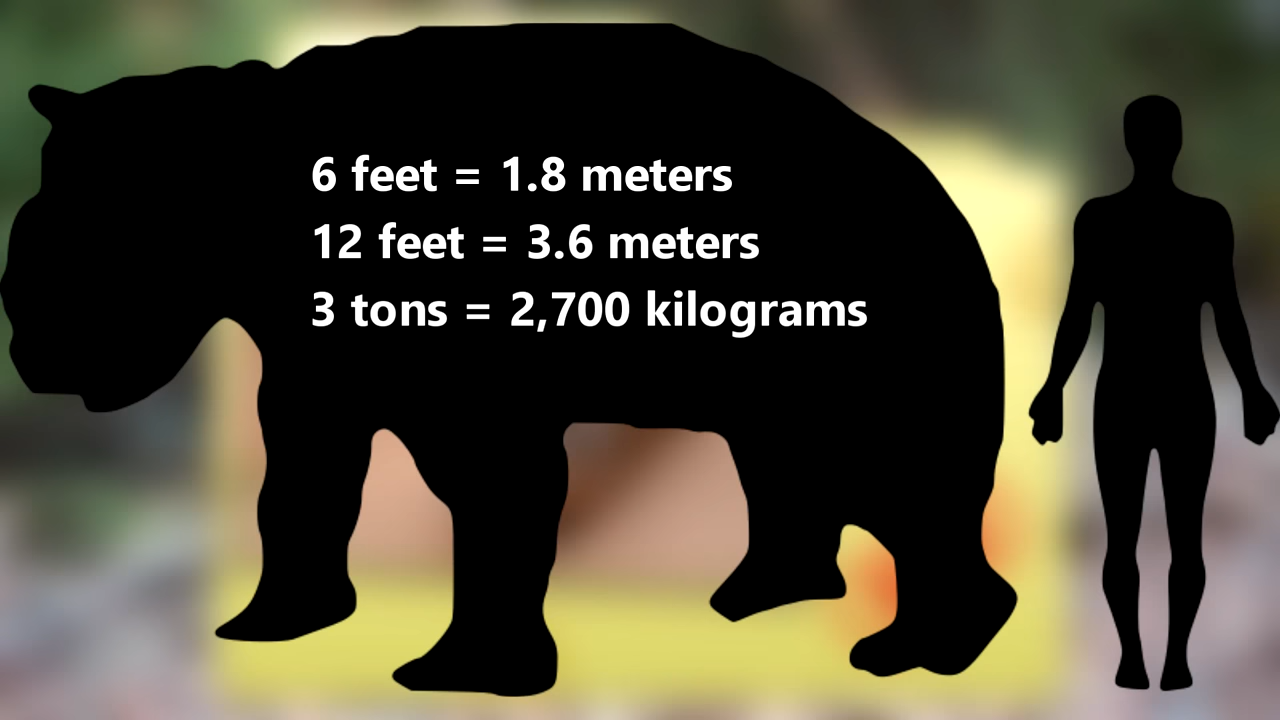 6 feet = 1.8 meters
12 feet = 3.6 meters
3 tons = 2,700 kilograms